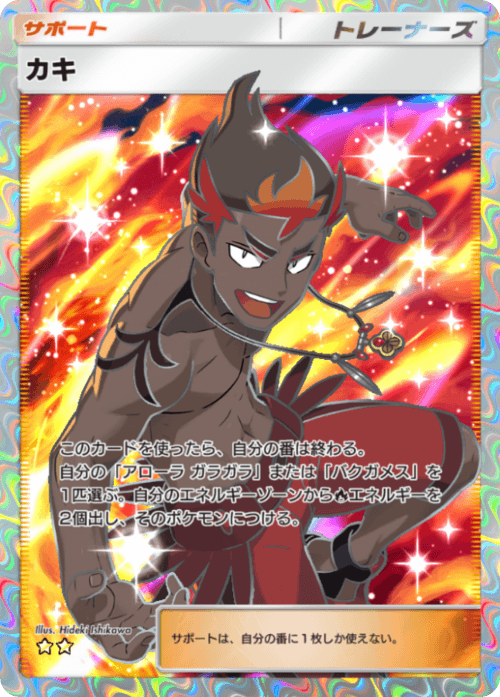 サポート
トレーナーズ
カキ
このカードを使ったら、自分の番は終わる。
自分の「アローラ ガラガラ」または「バクガメス」を
1匹選ぶ。自分のエネルギーゾーンからエネルギーを
2個出し、そのポケモンにつける。
Illus. Hideki Ishikawa
サポートは、自分の番に1枚しか使えない。